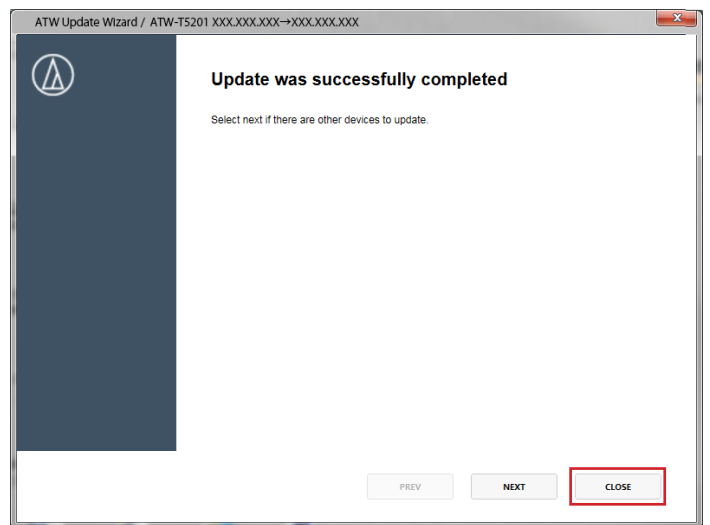 ATW Update Wizard / ATW-T5201 XXX.XXX.XXX→XXX.XXX.XXX
Update was successfully completed
Select next if there are other devices to update.
PREV NEXT CLOSE